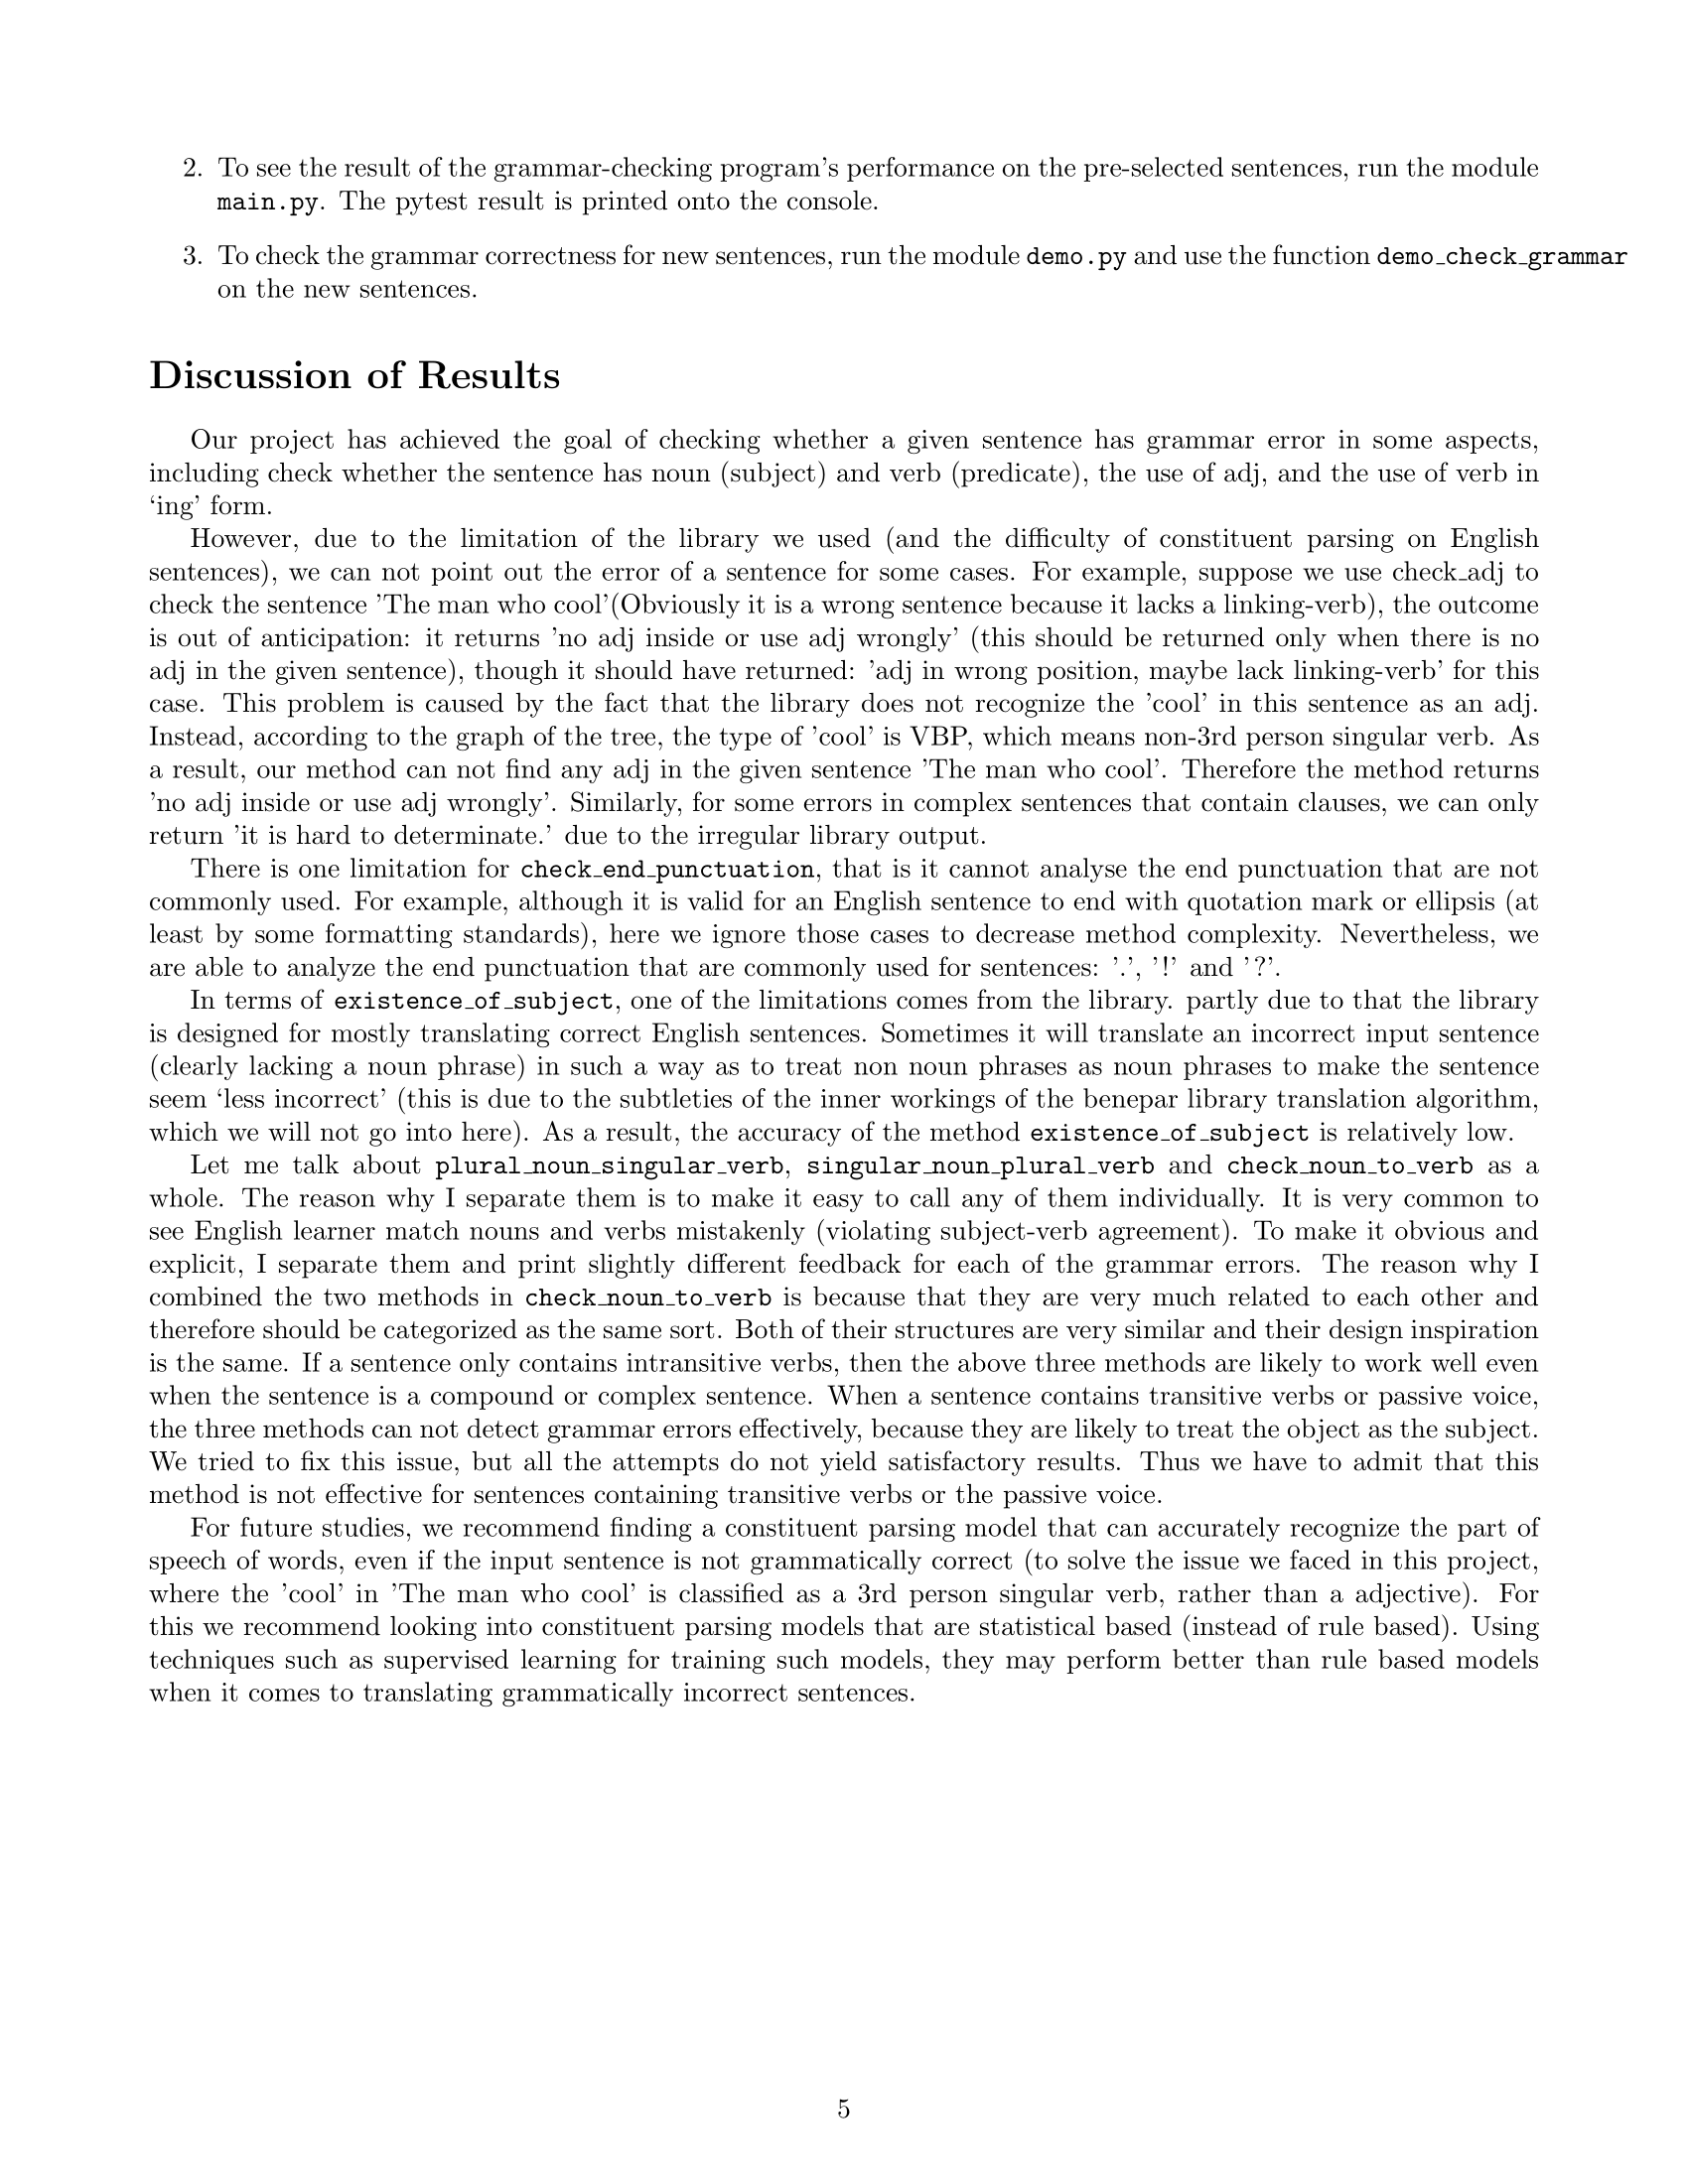 2. To see the result of the grammar-checking program's performance on the pre-selected sentences, run the module
main.py. The pytest result is printed onto the console.
3. To check the grammar correctness for new sentences, run the module demo.py and use the function demo_check_grammar
on the new sentences.
Discussion of Results
Our project has achieved the goal of checking whether a given sentence has grammar error in some aspects,
including check whether the sentence has noun (subject) and verb (predicate), the use of adj, and the use of verb in
‘ing’ form.
However, due to the limitation of the library we used (and the difficulty of constituent parsing on English
sentences), we can not point out the error of a sentence for some cases. For example, suppose we use check_adj to
check the sentence ’The man who cool’(Obviously it is a wrong sentence because it lacks a linking-verb), the outcome
is out of anticipation: it returns ’no adj inside or use adj wrongly’ (this should be returned only when there is no
adj in the given sentence), though it should have returned: ’adj in wrong position, maybe lack linking-verb’ for this
case. This problem is caused by the fact that the library does not recognize the ’cool’ in this sentence as an adj.
Instead, according to the graph of the tree, the type of ’cool’ is VBP, which means non-3rd person singular verb. As
a result, our method can not find any adj in the given sentence ’The man who cool’. Therefore the method returns
’no adj inside or use adj wrongly’. Similarly, for some errors in complex sentences that contain clauses, we can only
return ’it is hard to determinate.’ due to the irregular library output.
There is one limitation for check_end_punctuation, that is it cannot analyse the end punctuation that are not
commonly used. For example, although it is valid for an English sentence to end with quotation mark or ellipsis (at
least by some formatting standards), here we ignore those cases to decrease method complexity. Nevertheless, we
are able to analyze the end punctuation that are commonly used for sentences: ’.’, ’!’ and ’?’.
In terms of existence_of_subject, one of the limitations comes from the library. partly due to that the library
is designed for mostly translating correct English sentences. Sometimes it will translate an incorrect input sentence
(clearly lacking a noun phrase) in such a way as to treat non noun phrases as noun phrases to make the sentence
seem ‘less incorrect’ (this is due to the subtleties of the inner workings of the benepar library translation algorithm,
which we will not go into here). As a result, the accuracy of the method existence_of_subject is relatively low.
Let me talk about plural_noun_singular_verb, singular_noun_plural_verb and check_noun_to_verb as a
whole. The reason why I separate them is to make it easy to call any of them individually. It is very common to
see English learner match nouns and verbs mistakenly (violating subject-verb agreement). To make it obvious and
explicit, I separate them and print slightly different feedback for each of the grammar errors. The reason why I
combined the two methods in check_noun_to_verb is because that they are very much related to each other and
therefore should be categorized as the same sort. Both of their structures are very similar and their design inspiration
is the same. If a sentence only contains intransitive verbs, then the above three methods are likely to work well even
when the sentence is a compound or complex sentence. When a sentence contains transitive verbs or passive voice,
the three methods can not detect grammar errors effectively, because they are likely to treat the object as the subject.
We tried to fix this issue, but all the attempts do not yield satisfactory results. Thus we have to admit that this
method is not effective for sentences containing transitive verbs or the passive voice.
For future studies, we recommend finding a constituent parsing model that can accurately recognize the part of
speech of words, even if the input sentence is not grammatically correct (to solve the issue we faced in this project,
where the ’cool’ in ’The man who cool’ is classified as a 3rd person singular verb, rather than a adjective). For
this we recommend looking into constituent parsing models that are statistical based (instead of rule based). Using
techniques such as supervised learning for training such models, they may perform better than rule based models
when it comes to translating grammatically incorrect sentences.
5